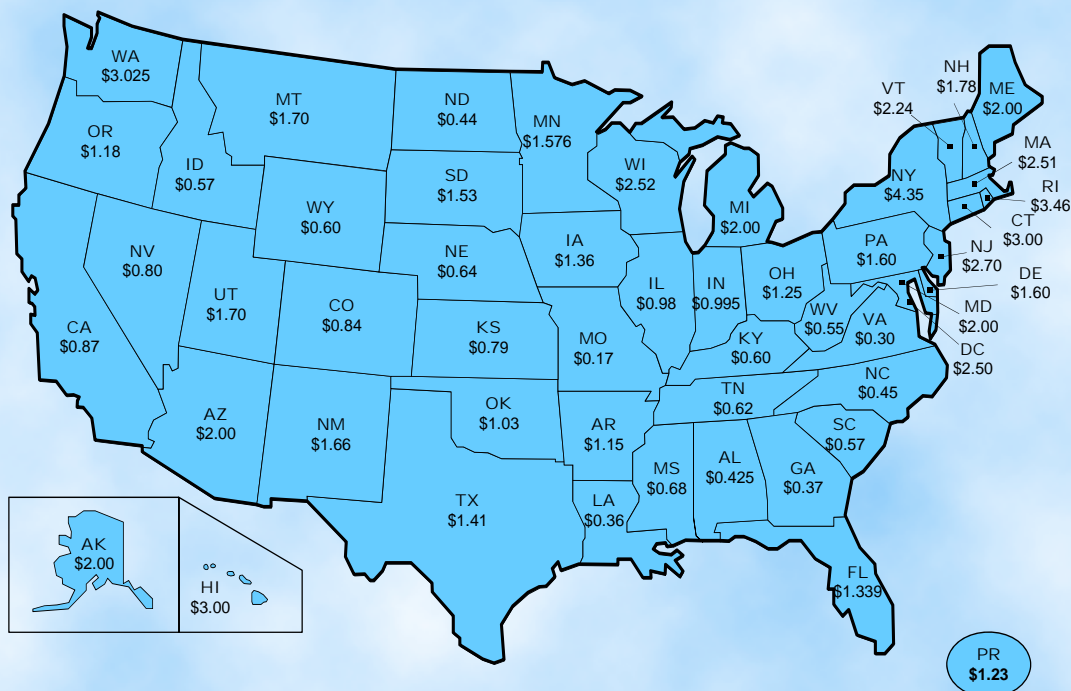 WA
$3.025
MT
$1.70
ND
$0.44
MN
$1.576
OR
$1.18
ID
$0.57
WY
$0.60
SD
$1.53
WI
$2.52
MI
$2.00
NY
$4.35
VT
$2.24
NH
$1.78
ME
$2.00
MA
$2.51
RI
$3.46
CT
$3.00
NJ
$2.70
DE
$1.60
MD
$2.00
DC
$2.50
PA
$1.60
NV
$0.80
UT
$1.70
CO
$0.84
NE
$0.64
IA
$1.36
IL
$0.98
IN
$0.995
OH
$1.25
WV
$0.55
VA
$0.30
CA
$0.87
KS
$0.79
MO
$0.17
KY
$0.60
NC
$0.45
TN
$0.62
SC
$0.57
AZ
$2.00
NM
$1.66
OK
$1.03
AR
$1.15
MS
$0.68
AL
$0.425
GA
$0.37
TX
$1.41
LA
$0.36
FL
$1.339
AK
$2.00
HI
$3.00
PR
$1.23